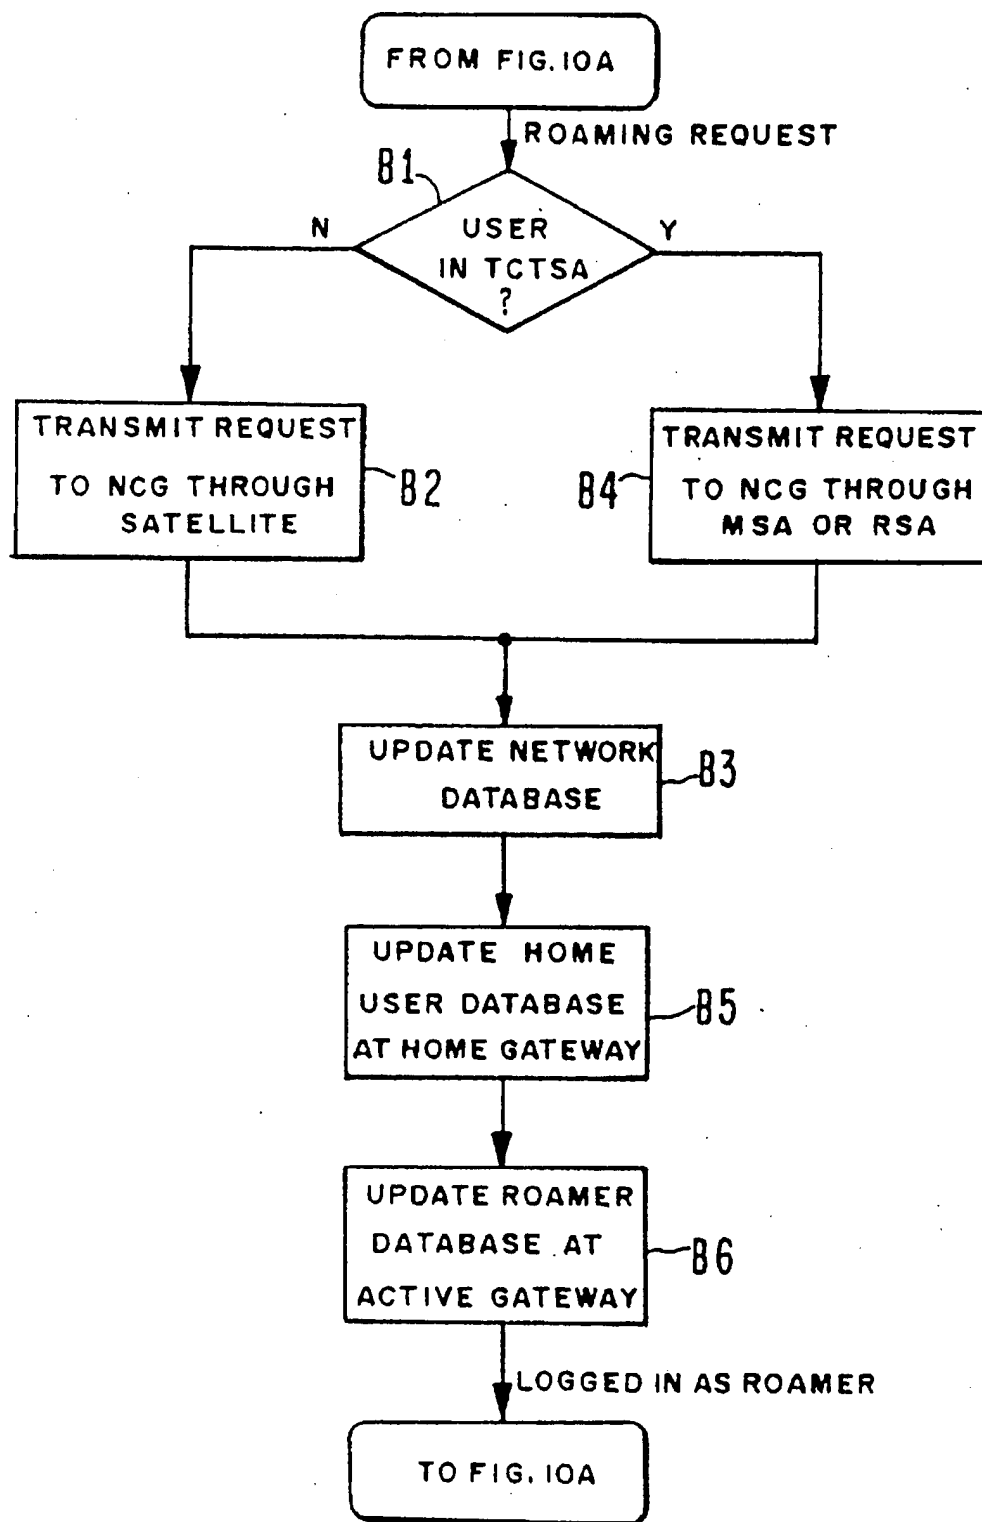 FROM FIG. 10A
ROAMING REQUEST
B1
N
USER
IN TCTSA
?
Y
TRANSMIT REQUEST
TO NCG THROUGH
SATELLITE
B2
B4
TRANSMIT REQUEST
TO NCG THROUGH
MSA OR RSA
UPDATE NETWORK
DATABASE
B3
UPDATE HOME
USER DATABASE
AT HOME GATEWAY
B5
UPDATE ROAMER
DATABASE AT
ACTIVE GATEWAY
B6
LOGGED IN AS ROAMER
TO FIG. 10A